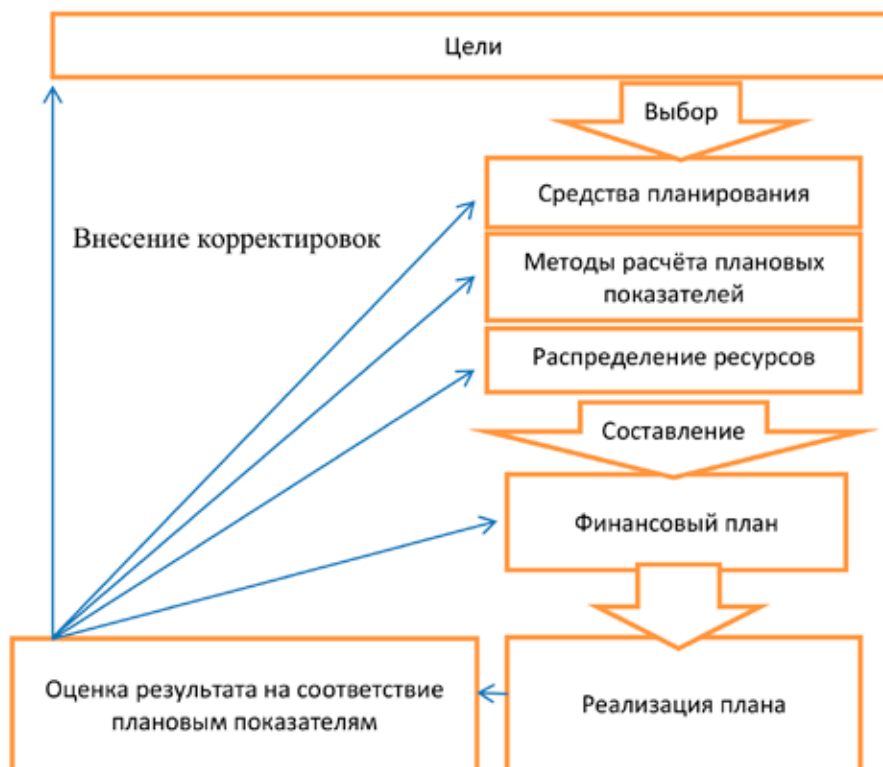 Цели
Выбор
Средства планирования
Внесение корректировок
Методы расчёта плановых
показателей
Распределение ресурсов
Составление
Финансовый план
Оценка результата на соответствие
плановым показателям
Реализация плана